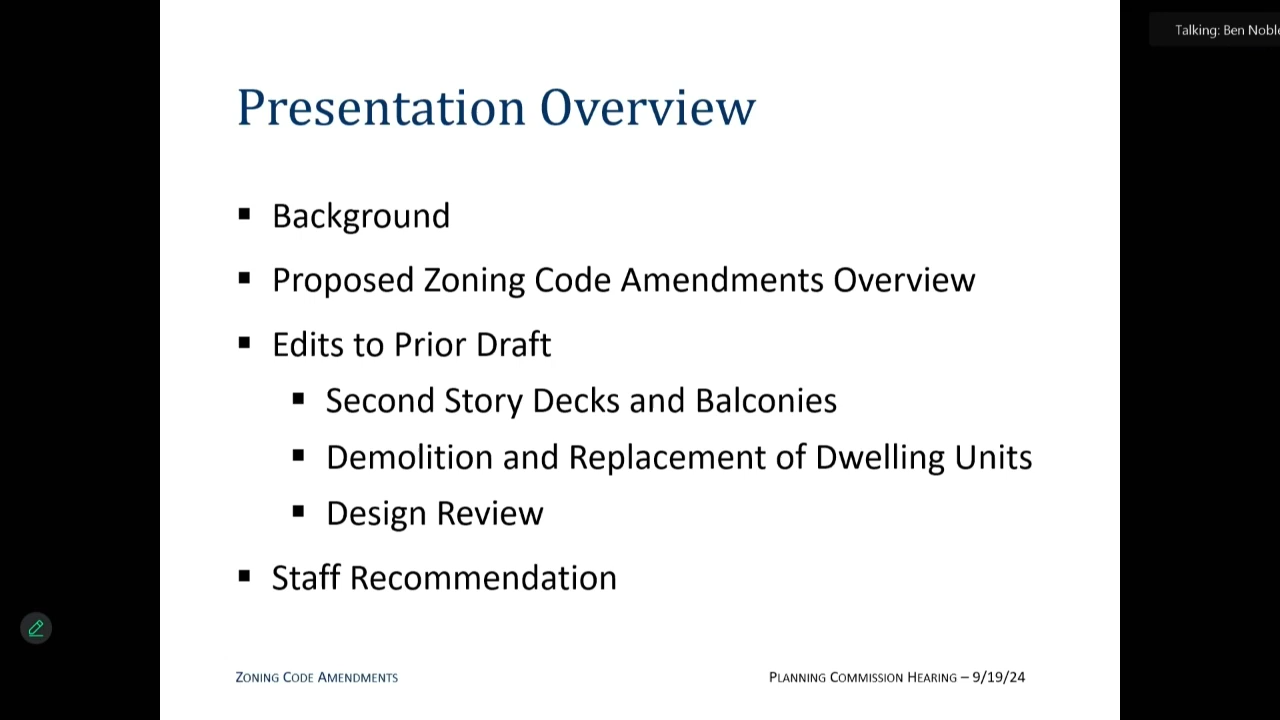 Talking: Ben Noble
Presentation Overview
Background
Proposed Zoning Code Amendments Overview
Edits to Prior Draft
Second Story Decks and Balconies
Demolition and Replacement of Dwelling Units
Design Review
Staff Recommendation
ZONING CODE AMENDMENTS
PLANNING COMMISSION HEARING – 9/19/24